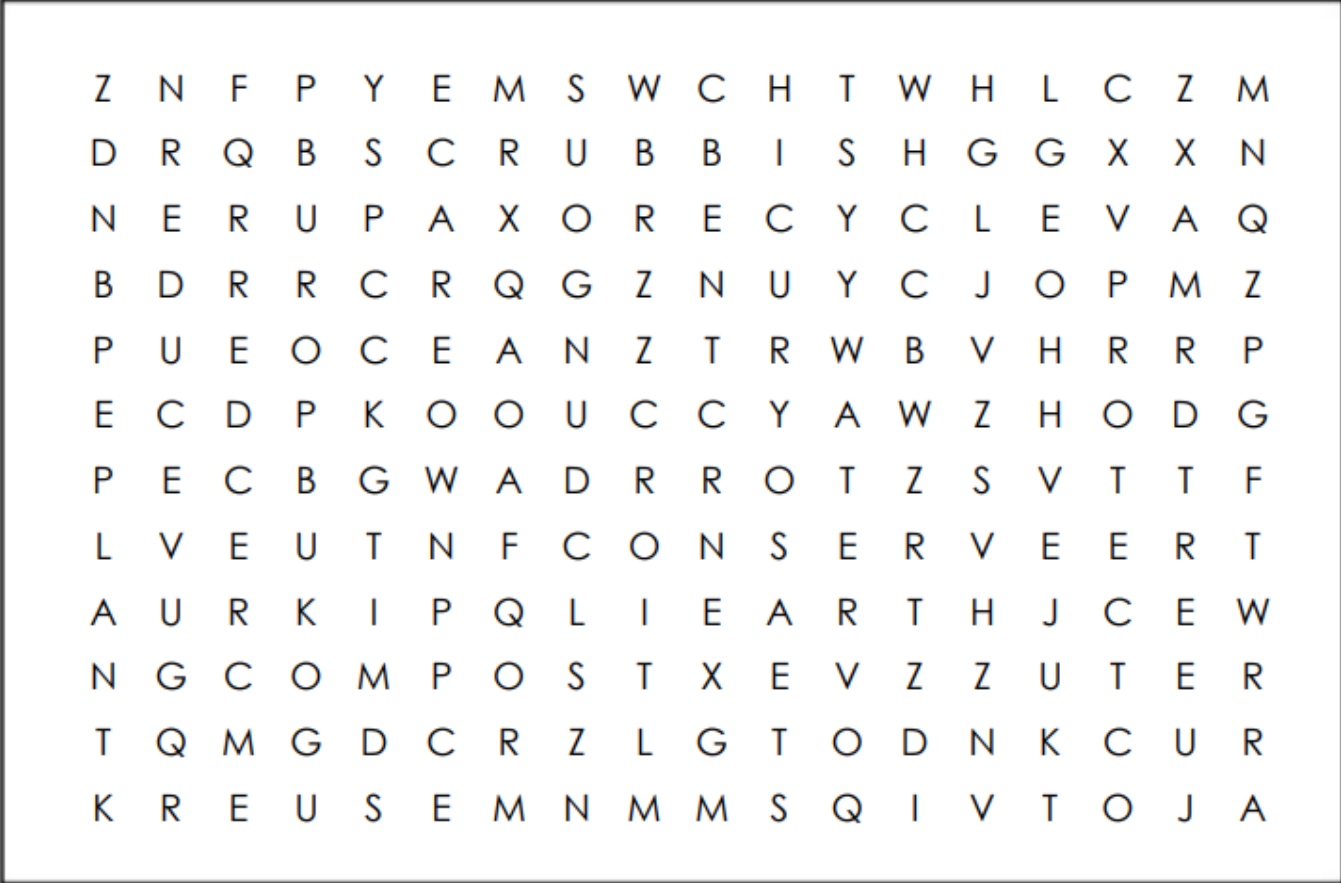 Z N F P Y E M S W C H T W H L C Z M
D R Q B S C R U B B I S H G G X X N
N E R U P A X O R E C Y C L E V A Q
B D R R C R Q G Z N U Y C J O P M Z
P U E O C E A N Z T R W B V H R R P
E C D P K O O U C C Y A W Z H O D G
P E C B G W A D R R O T Z S V T T F
L V E U T N F C O N S E R V E E R T
A U R K I P Q L I E A R T H J C E W
N G C O M P O S T X E V Z Z U T E R
T Q M G D C R Z L G T O D N K C U R
K R E U S E M N M M S Q I V T O J A